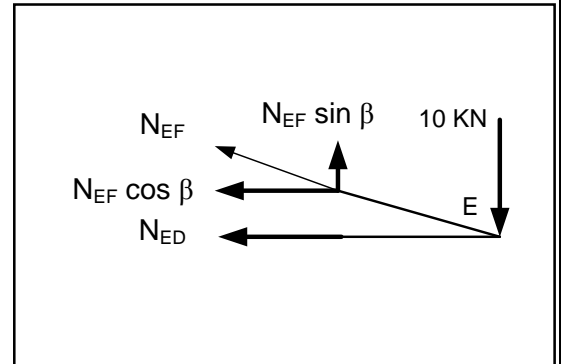 N_EF sin β
10 KN
N_EF
N_EF cos β
E
N_ED